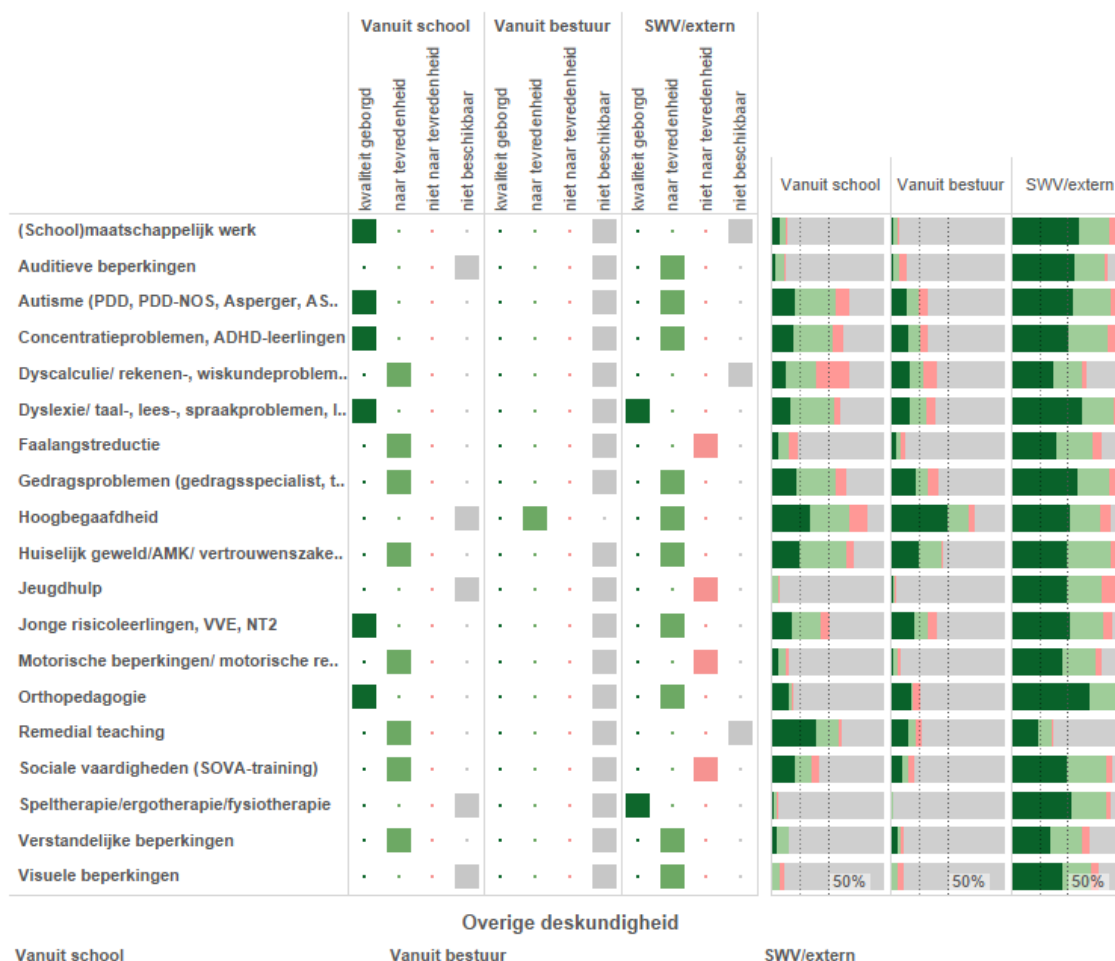 Vanuit school Vanuit bestuur SWV/extern
kwaliteit geborgd naar tevredenheid niet naar tevredenheid niet beschikbaar kwaliteit geborgd naar tevredenheid niet naar tevredenheid niet beschikbaar kwaliteit geborgd naar tevredenheid niet naar tevredenheid niet beschikbaar
Vanuit school Vanuit bestuur SWV/extern
(School)maatschappelijk werk
Auditieve beperkingen
Autisme (PDD, PDD-NOS, Asperger, AS..
Concentratieproblemen, ADHD-leerlingen
Dyscalculie/ rekenen-, wiskundeproblem..
Dyslexie/ taal-, lees-, spraakproblemen, l..
Faalangstreductie
Gedragsproblemen (gedragsspecialist, t..
Hoogbegaafdheid
Huiselijk geweld/AMK/ vertrouwenszake..
Jeugdhulp
Jonge risicoleerlingen, VVE, NT2
Motorische beperkingen/ motorische re..
Orthopedagogie
Remedial teaching
Sociale vaardigheden (SOVA-training)
Speltherapie/ergotherapie/fysiotherapie
Verstandelijke beperkingen
Visuele beperkingen
50% 50% 50%
Overige deskundigheid
Vanuit school Vanuit bestuur SWV/extern